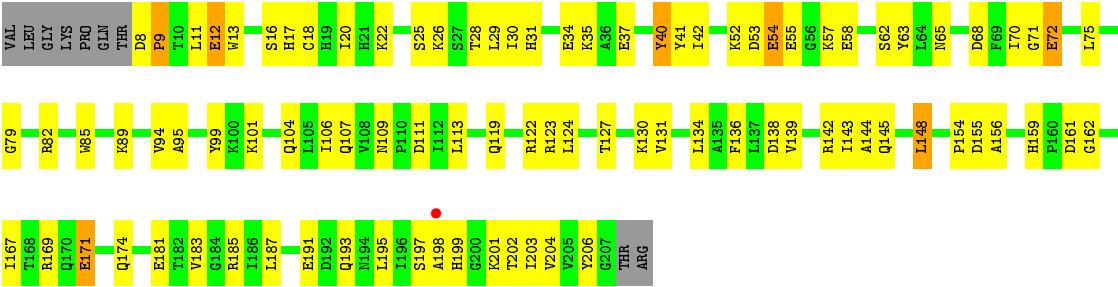 VAL LEU GLY LYS PRO GLN THR D8 P9 T10 L11 E12 W13 S16 H17 C18 H19 I20 H21 K22 S25 K26 S27 T28 L29 I30 H31 E34 K35 A36 E37 Y40 Y41 I42 K52 D53 E54 E55 G56 K57 E58 S62 Y63 L64 N65 D68 F69 I70 G71 E72 L75
G79 R82 W85 K89 V94 A95 Y99 K100 K101 Q104 L105 I106 Q107 V108 N109 P110 D111 I112 L113 Q119 R122 R123 L124 T127 K130 V131 L134 A135 F136 L137 D138 V139 R142 I143 A144 Q145 L148 P154 D155 A156 H159 P160 D161 G162
I167 T168 R169 Q170 E171 Q174 E181 T182 V183 G184 R185 I186 L187 E191 D192 Q193 N194 L195 I196 S197 A198 H199 G200 K201 T202 I203 V204 V205 Y206 G207 THR ARG